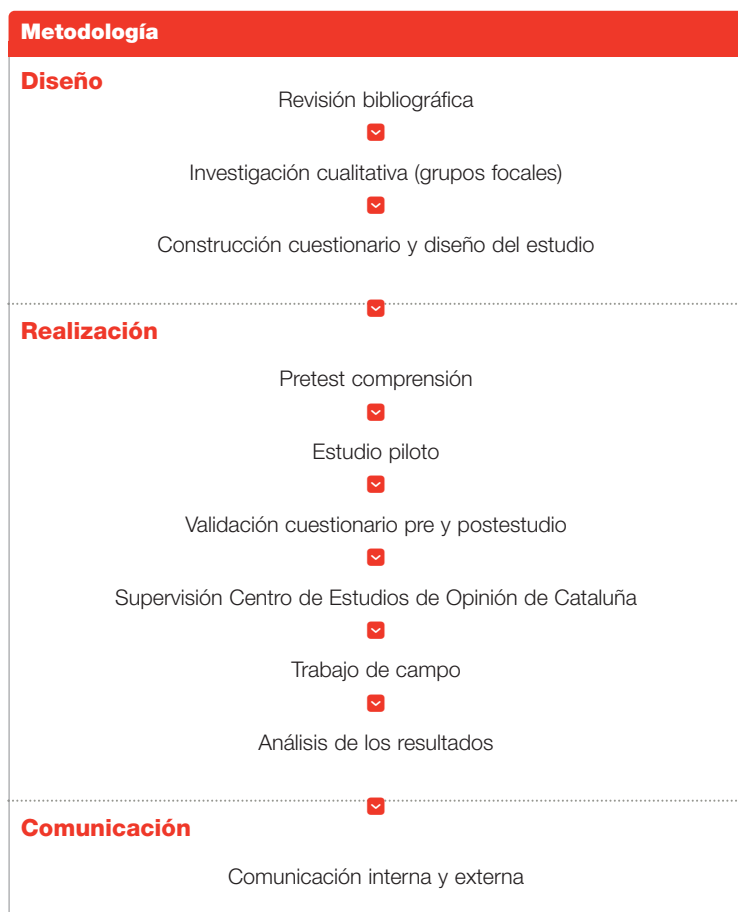 Metodología
Diseño
Revisión bibliográfica
Investigación cualitativa (grupos focales)
Construcción cuestionario y diseño del estudio
Realización
Pretest comprensión
Estudio piloto
Validación cuestionario pre y postestudio
Supervisión Centro de Estudios de Opinión de Cataluña
Trabajo de campo
Análisis de los resultados
Comunicación
Comunicación interna y externa